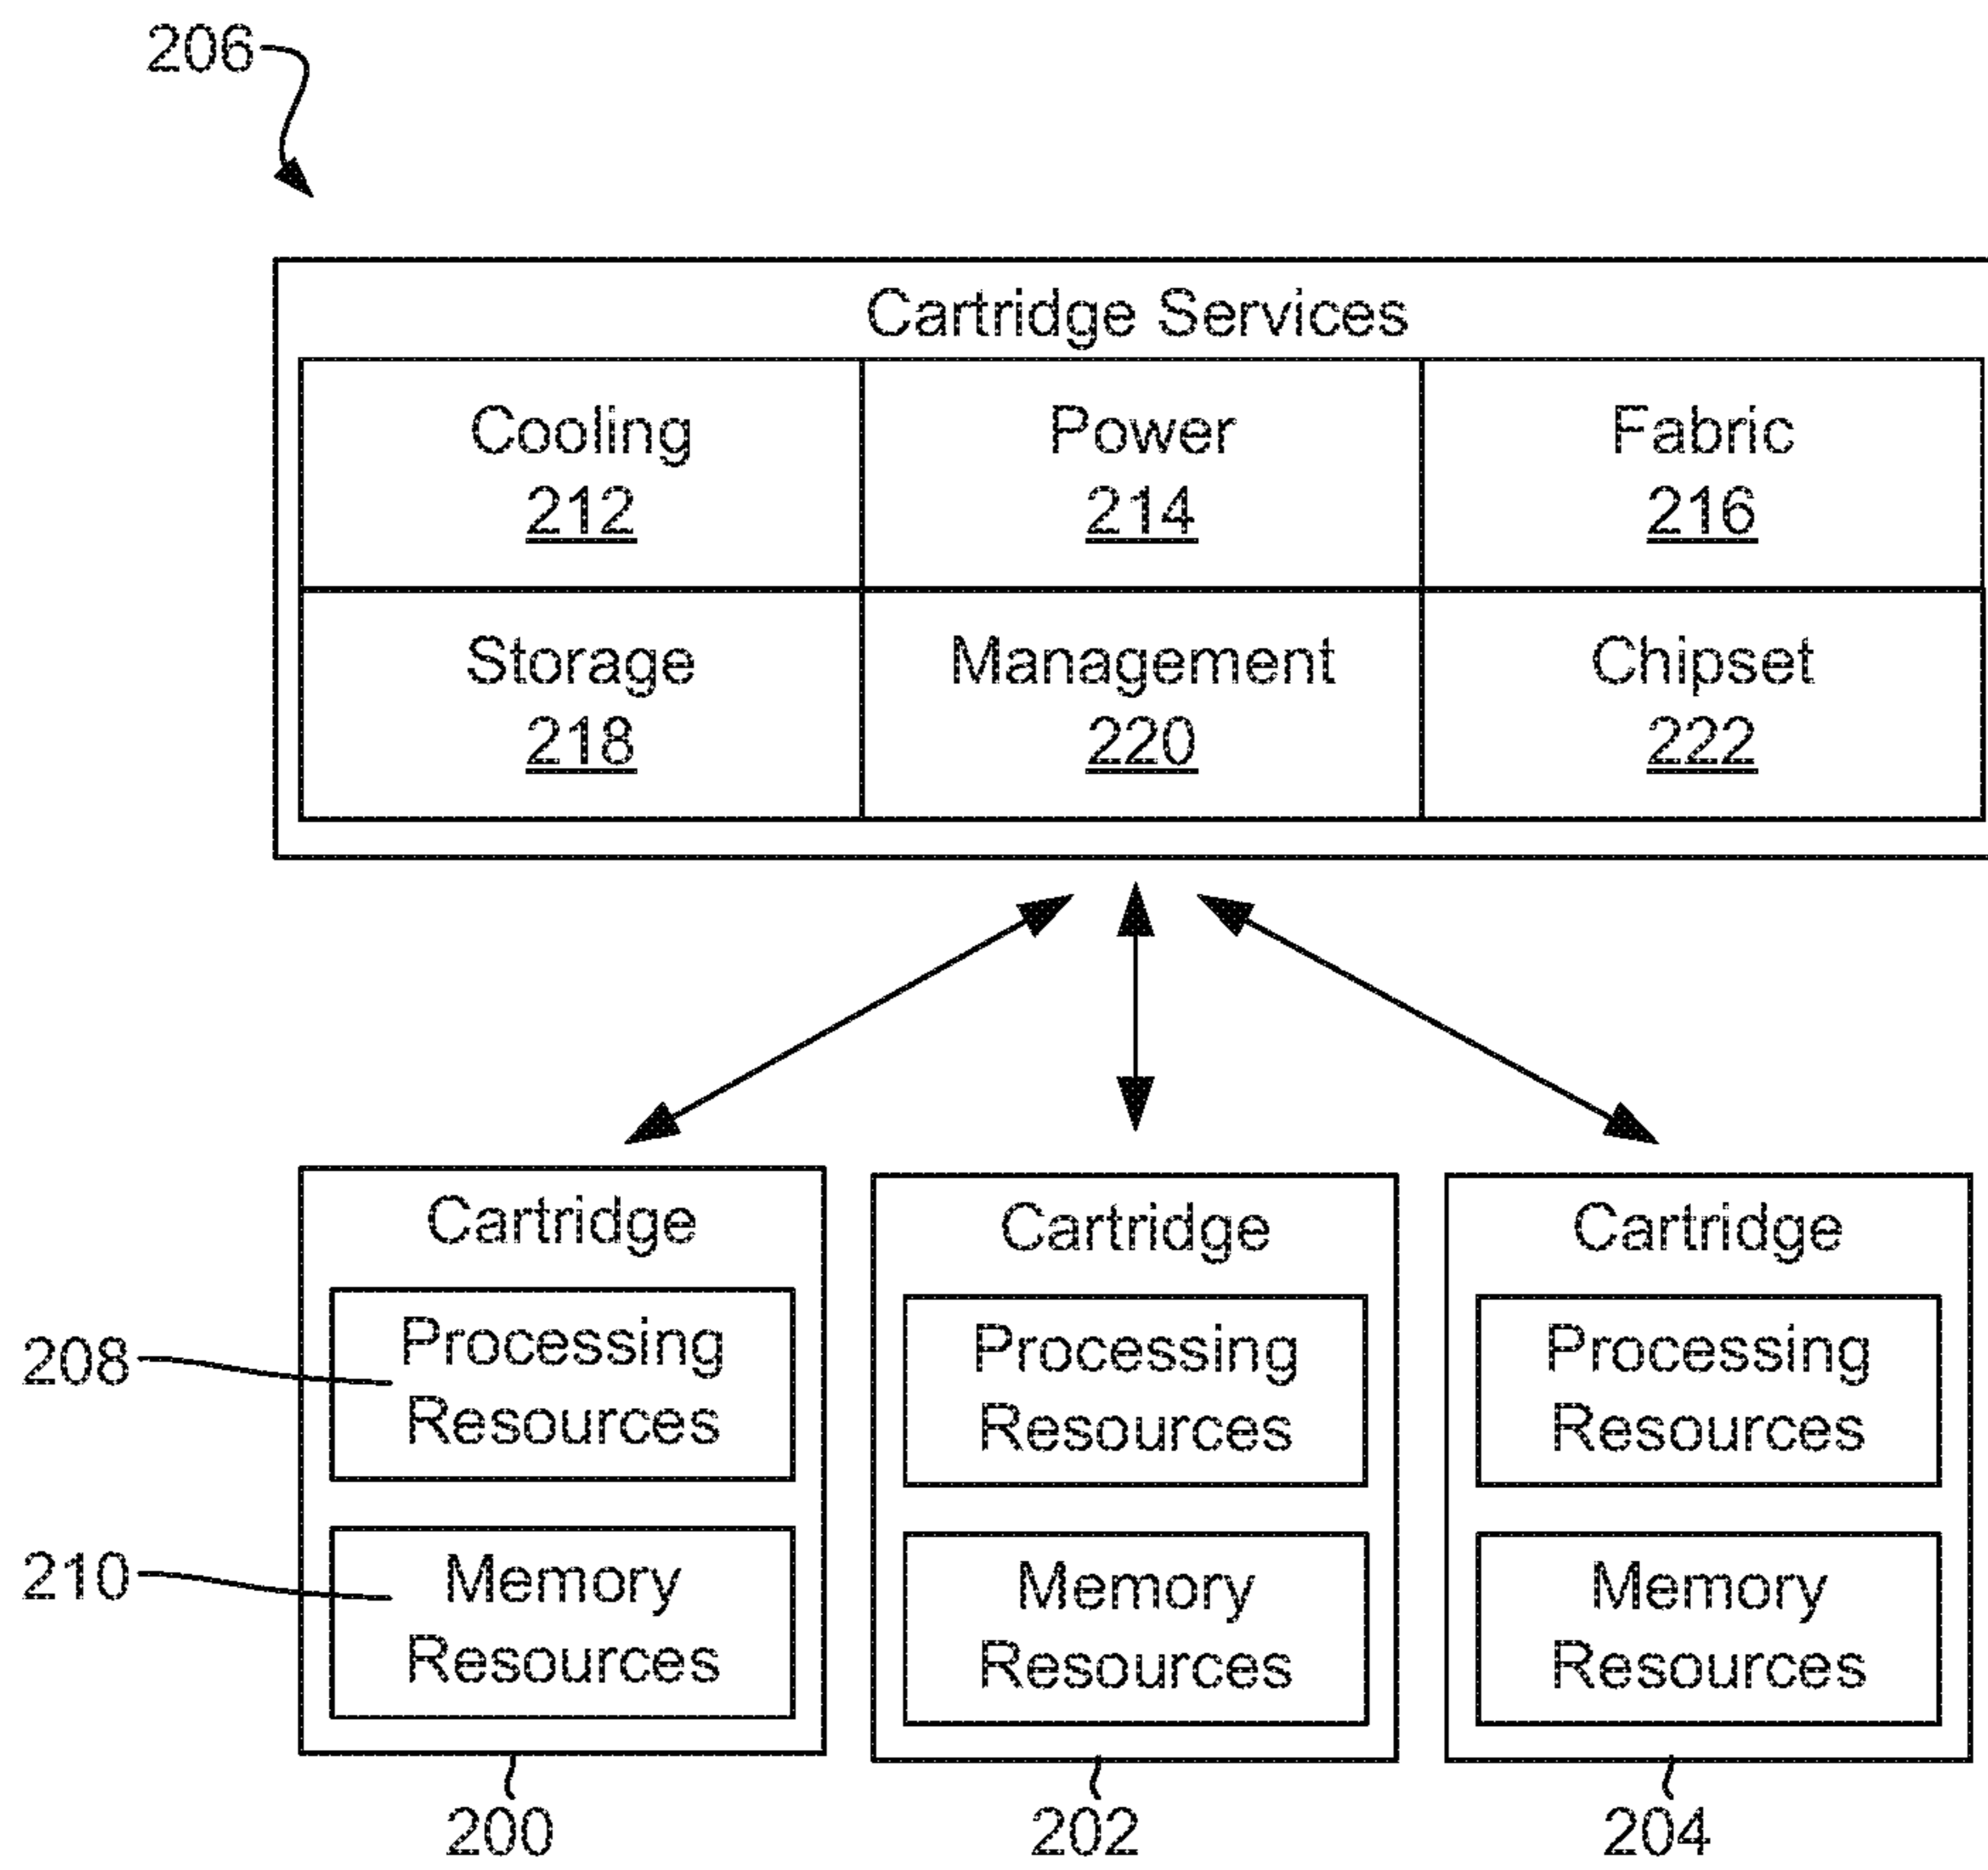 206
Cartridge Services
Cooling
212
Power
214
Fabric
216
Storage
218
Management
220
Chipset
222
Cartridge
Processing
Resources
Memory
Resources
208
210
200
Cartridge
Processing
Resources
Memory
Resources
202
Cartridge
Processing
Resources
Memory
Resources
204